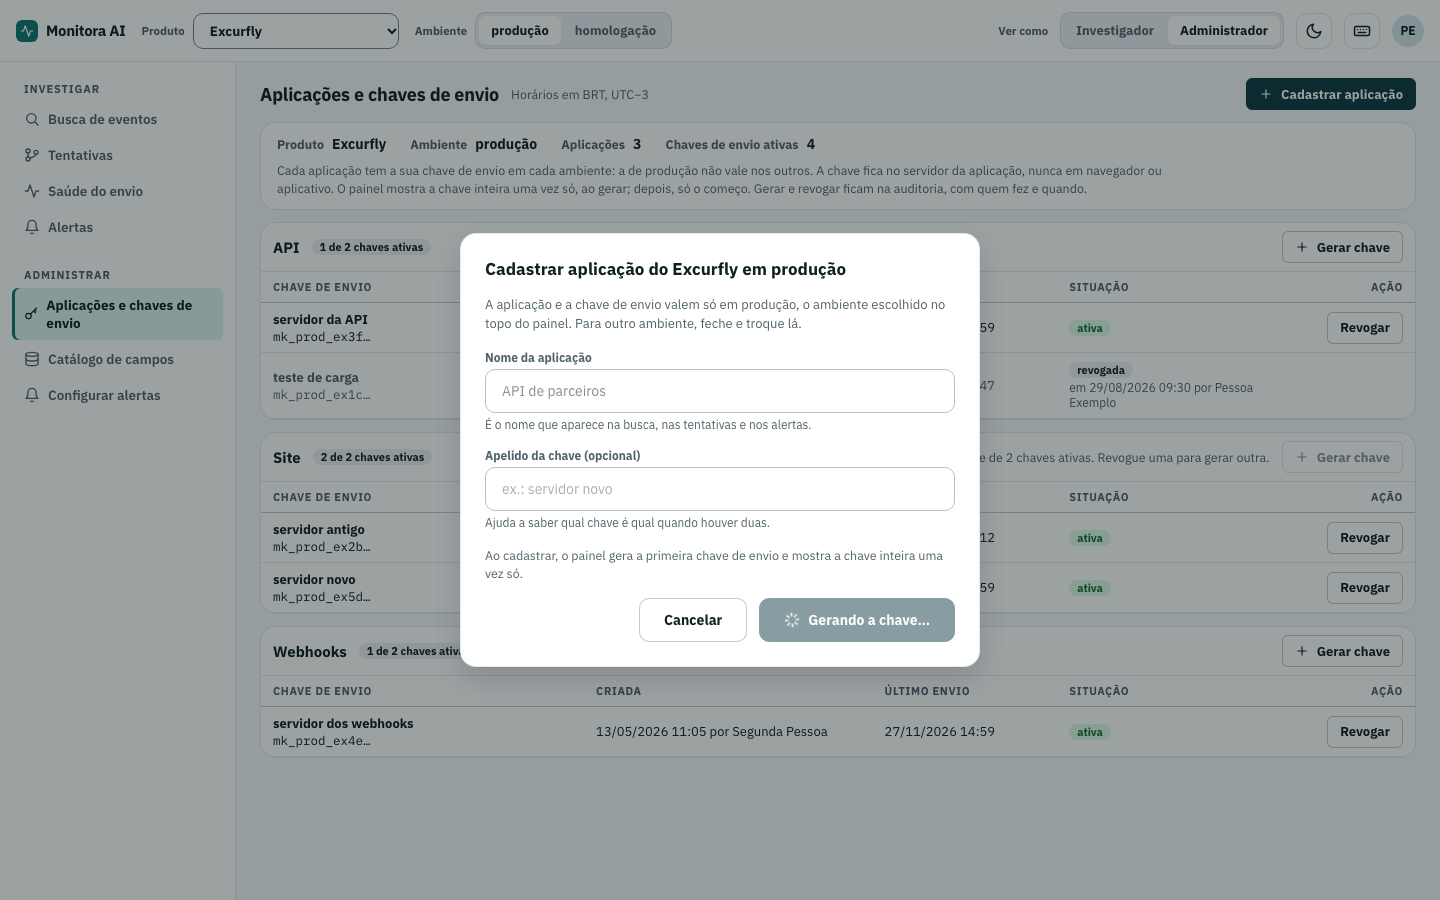 Monitora AI Produto Excurfly Ambiente produção homologação Ver como Investigador Administrador PE
INVESTIGAR
Busca de eventos
Tentativas
Saúde do envio
Alertas
ADMINISTRAR
Aplicações e chaves de
envio
Catálogo de campos
Configurar alertas
Aplicações e chaves de envio Horários em BRT, UTC−3 Cadastrar aplicação
Produto Excurfly Ambiente produção Aplicações 3 Chaves de envio ativas 4
Cada aplicação tem a sua chave de envio em cada ambiente: a de produção não vale nos outros. A chave fica no servidor da aplicação, nunca em navegador ou
aplicativo. O painel mostra a chave inteira uma vez só, ao gerar; depois, só o começo. Gerar e revogar ficam na auditoria, com quem fez e quando.
API 1 de 2 chaves ativas Gerar chave
CHAVE DE ENVIO SITUAÇÃO AÇÃO
servidor da API
mk_prod_ex3f… 59 ativa Revogar
teste de carga
mk_prod_ex1c… 47 revogada
em 29/08/2026 09:30 por Pessoa
Exemplo
Site 2 de 2 chaves ativas e de 2 chaves ativas. Revogue uma para gerar outra. Gerar chave
CHAVE DE ENVIO SITUAÇÃO AÇÃO
servidor antigo
mk_prod_ex2b… 12 ativa Revogar
servidor novo
mk_prod_ex5d… 59 ativa Revogar
Webhooks 1 de 2 chaves ativa Gerar chave
CHAVE DE ENVIO CRIADA ÚLTIMO ENVIO SITUAÇÃO AÇÃO
servidor dos webhooks
mk_prod_ex4e… 13/05/2026 11:05 por Segunda Pessoa 27/11/2026 14:59 ativa Revogar
Cadastrar aplicação do Excurfly em produção
A aplicação e a chave de envio valem só em produção, o ambiente escolhido no
topo do painel. Para outro ambiente, feche e troque lá.
Nome da aplicação
API de parceiros
É o nome que aparece na busca, nas tentativas e nos alertas.
Apelido da chave (opcional)
ex.: servidor novo
Ajuda a saber qual chave é qual quando houver duas.
Ao cadastrar, o painel gera a primeira chave de envio e mostra a chave inteira uma
vez só.
Cancelar Gerando a chave…